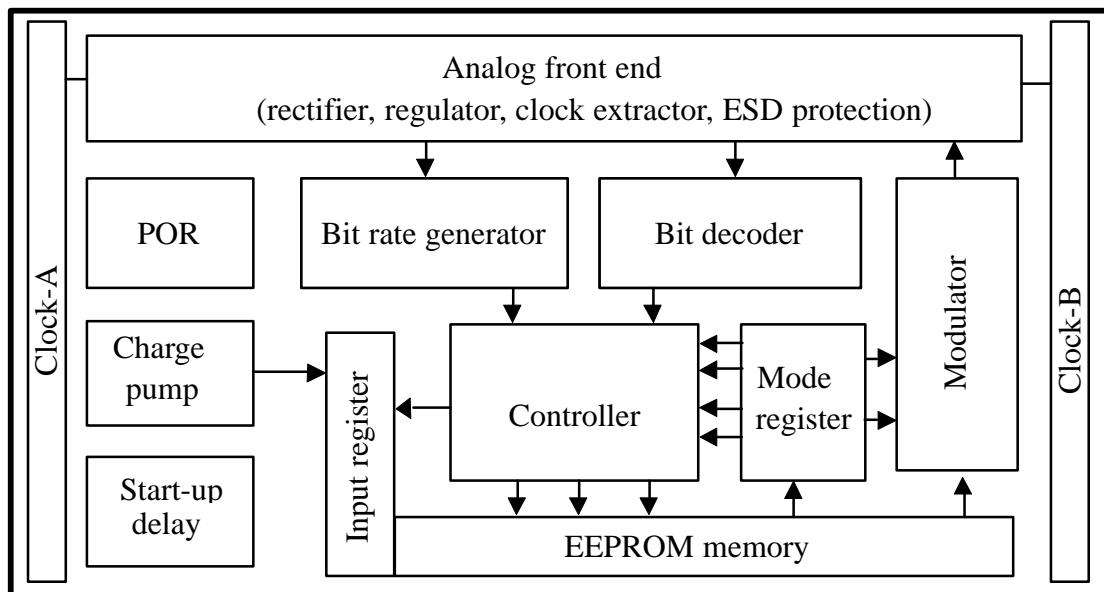 Analog front end
(rectifier, regulator, clock extractor, ESD protection)
Clock-A
POR
Bit rate generator
Bit decoder
Modulator
Clock-B
Charge
pump
Input register
Controller
Mode
register
Start-up
delay
EEPROM memory